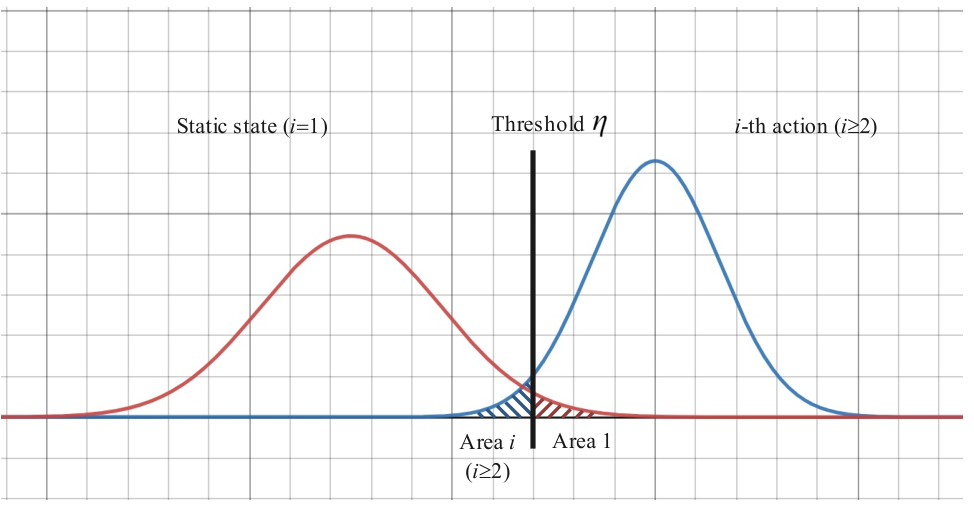 Static state (i=1)
Threshold η
i-th action (i≥2)
Area i
(i≥2)
Area 1